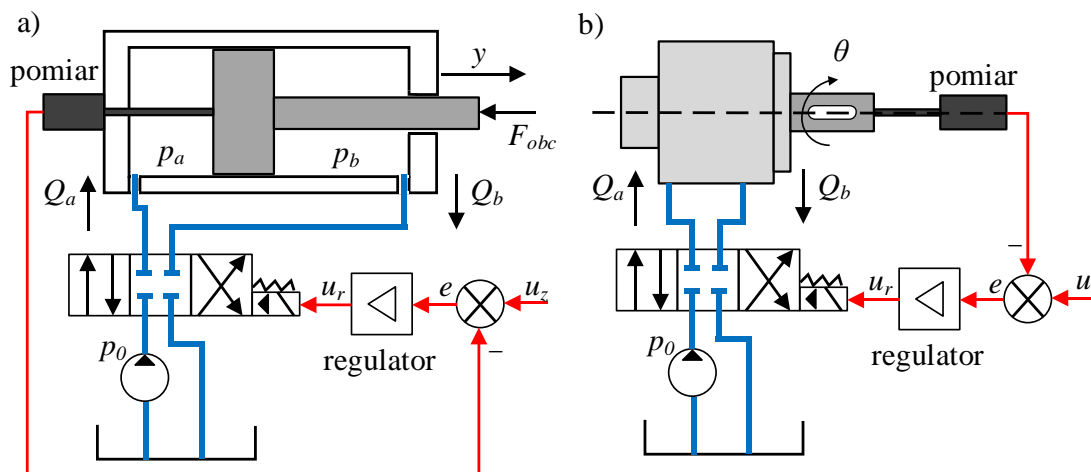 a)
pomiar
y
F_obc
p_a
p_b
Q_a
Q_b
u_r
e
u_z
–
p_0
regulator
b)
θ
pomiar
Q_a
Q_b
–
u_r
e
u
p_0
regulator